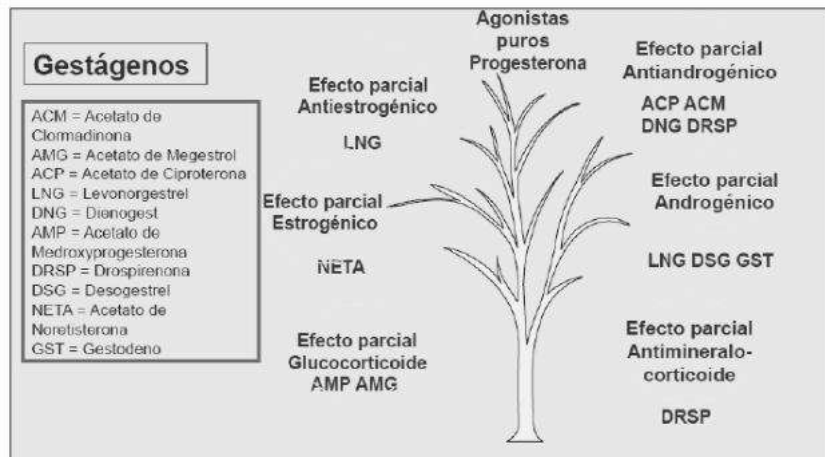 Gestágenos
ACM = Acetato de
Clormadinona
AMG = Acetato de Megestrol
ACP = Acetato de Ciproterona
LNG = Levonorgestrel
DNG = Dienogest
AMP = Acetato de
Medroxyprogesterona
DRSP = Drospirenona
DSG = Desogestrel
NETA = Acetato de
Noretisterona
GST = Gestodeno
Efecto parcial
Antiestrogénico
LNG
Efecto parcial
Estrogénico
NETA
Efecto parcial
Glucocorticoide
AMP AMG
Agonistas
puros
Progesterona
Efecto parcial
Antiandrogénico
ACP ACM
DNG DRSP
Efecto parcial
Androgénico
LNG DSG GST
Efecto parcial
Antimineralo-
corticoide
DRSP